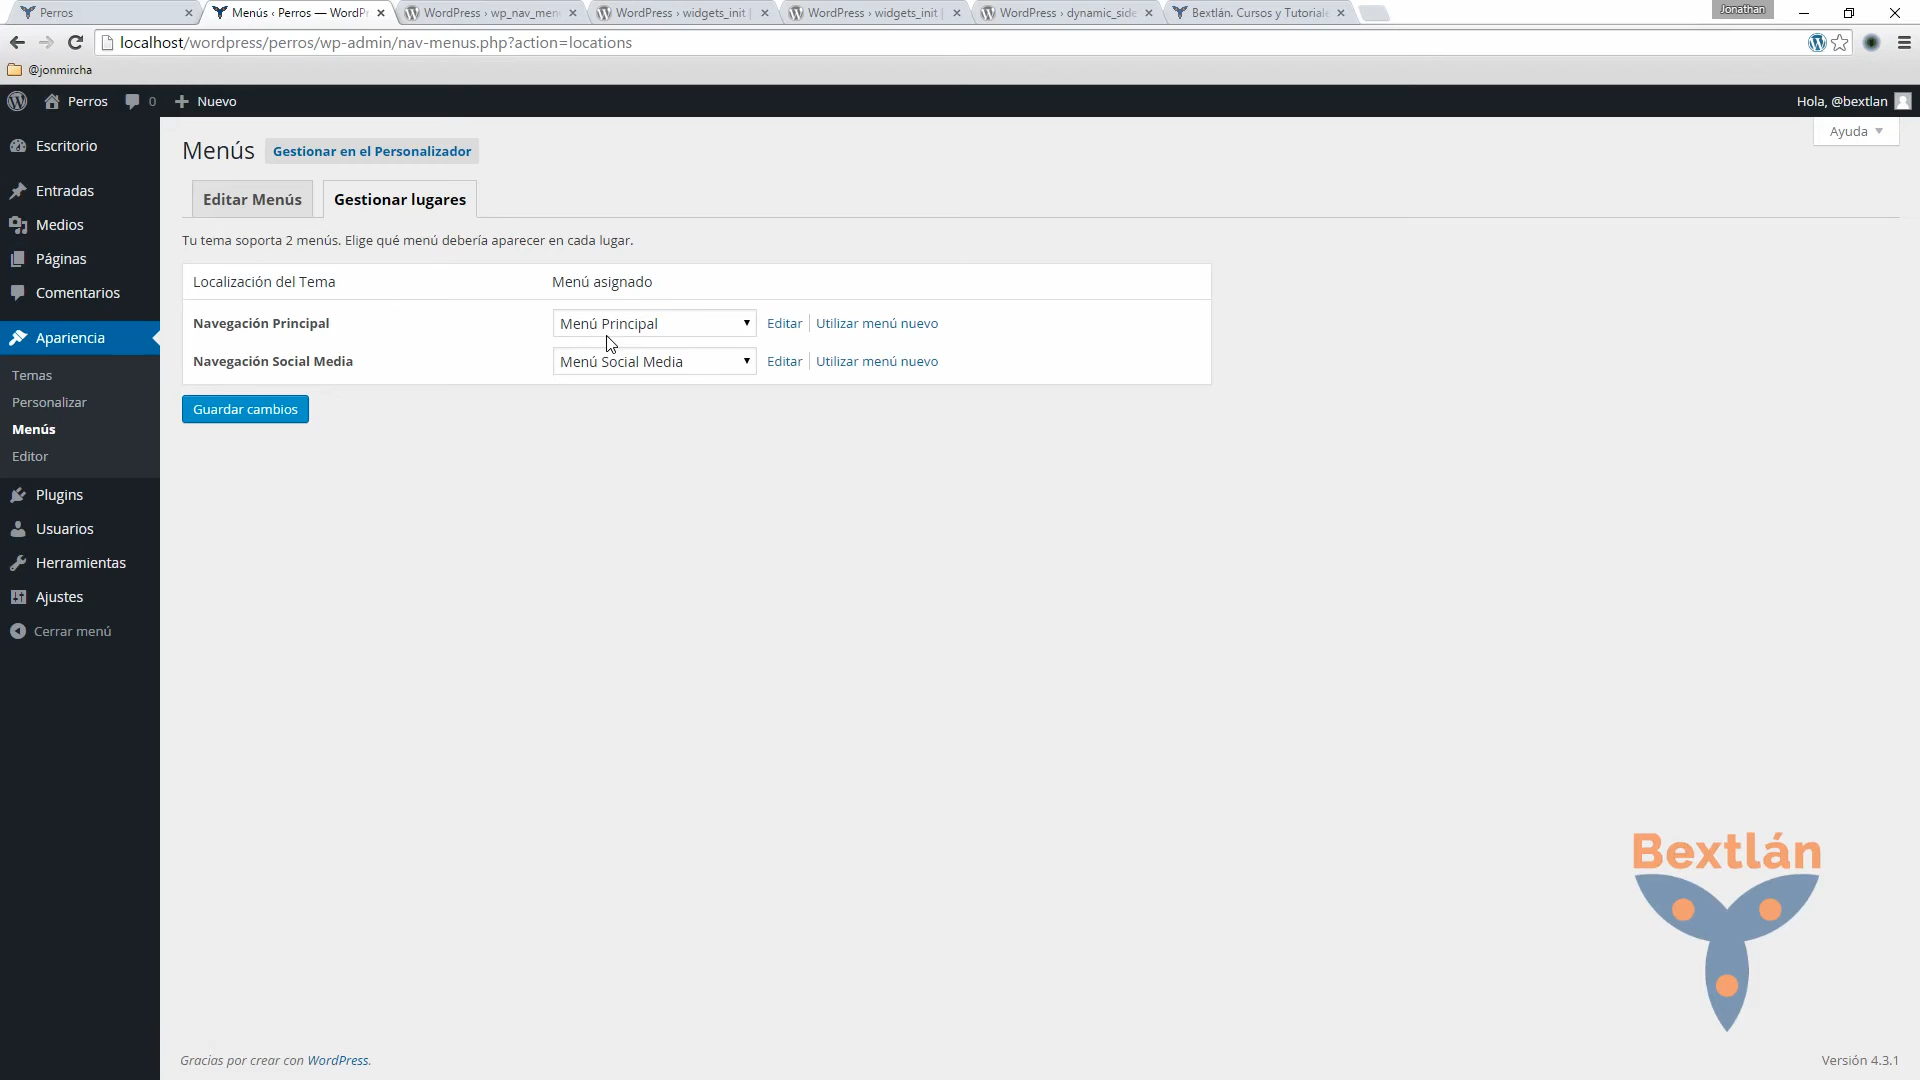 Perros
Menús ‹ Perros — WordPr
WordPress › wp_nav_men
WordPress › widgets_init |
WordPress › widgets_init |
WordPress › dynamic_side
Bextlán. Cursos y Tutoriale
Jonathan
localhost/wordpress/perros/wp-admin/nav-menus.php?action=locations
@jonmircha
Perros 0 Nuevo
Hola, @bextlan
Ayuda
Escritorio
Entradas
Medios
Páginas
Comentarios
Apariencia
Temas
Personalizar
Menús
Editor
Plugins
Usuarios
Herramientas
Ajustes
Cerrar menú
Menús Gestionar en el Personalizador
Editar Menús Gestionar lugares
Tu tema soporta 2 menús. Elige qué menú debería aparecer en cada lugar.
Localización del Tema Menú asignado
Navegación Principal Menú Principal Editar Utilizar menú nuevo
Navegación Social Media Menú Social Media Editar Utilizar menú nuevo
Guardar cambios
Bextlán
Gracias por crear con WordPress.
Versión 4.3.1